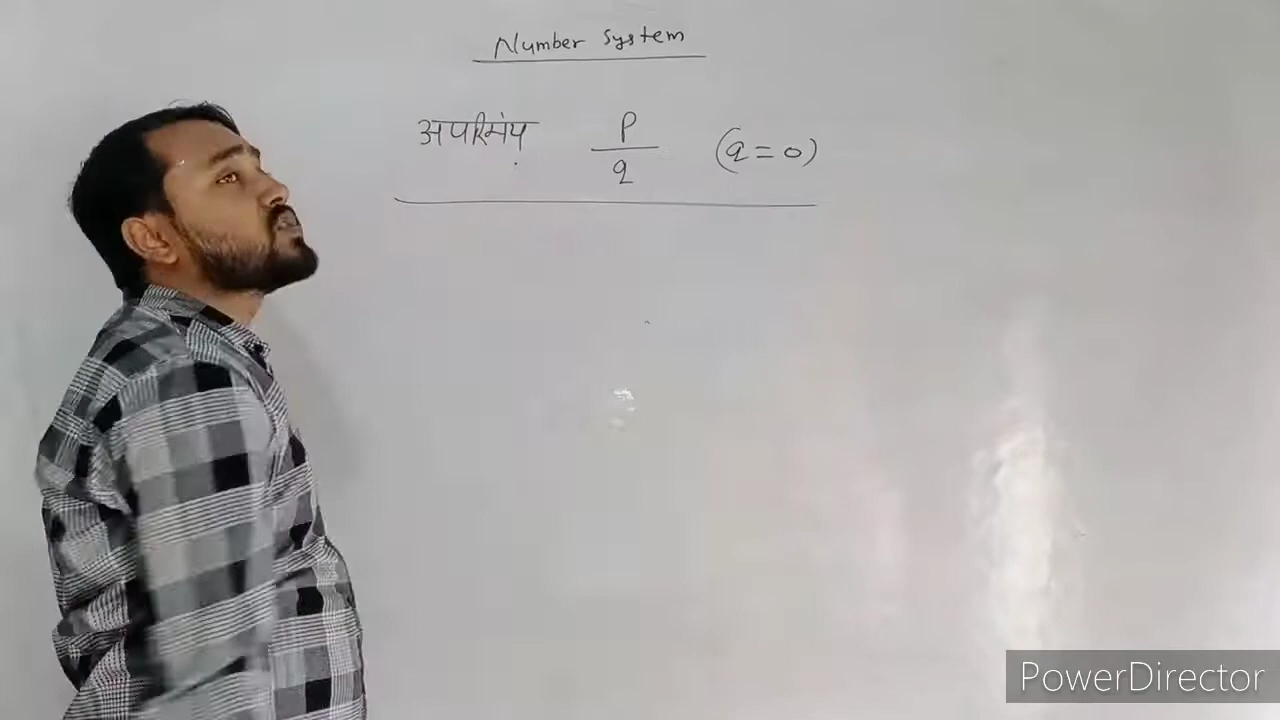 Number System
अपरिमेय P/q (q = 0)
PowerDirector